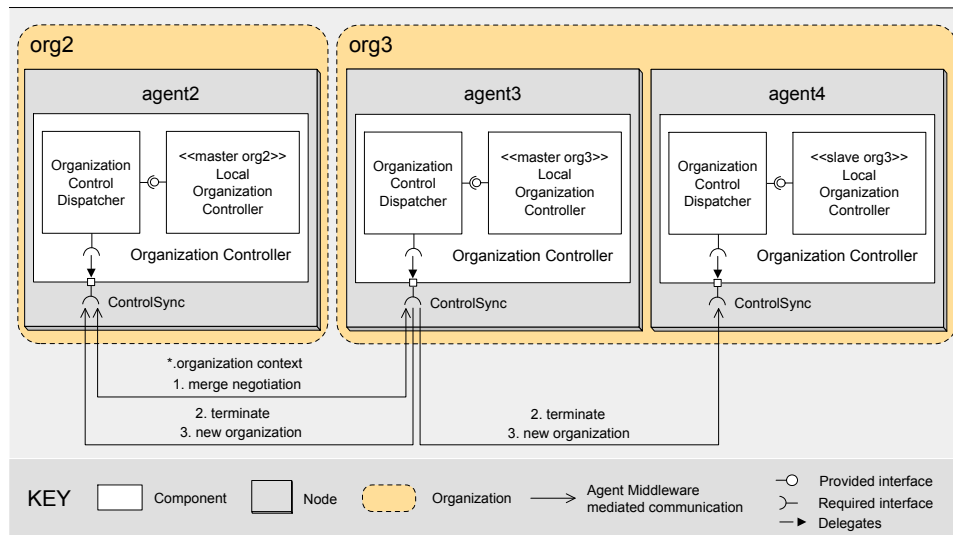 org2
org3
agent2
agent3
agent4
Organization
Control
Dispatcher
<<master org2>>
Local
Organization
Controller
Organization Controller
ControlSync
Organization
Control
Dispatcher
<<master org3>>
Local
Organization
Controller
Organization Controller
ControlSync
Organization
Control
Dispatcher
<<slave org3>>
Local
Organization
Controller
Organization Controller
ControlSync
*.organization context
1. merge negotiation
2. terminate
3. new organization
2. terminate
3. new organization
KEY
Component
Node
Organization
Agent Middleware
mediated communication
Provided interface
Required interface
Delegates